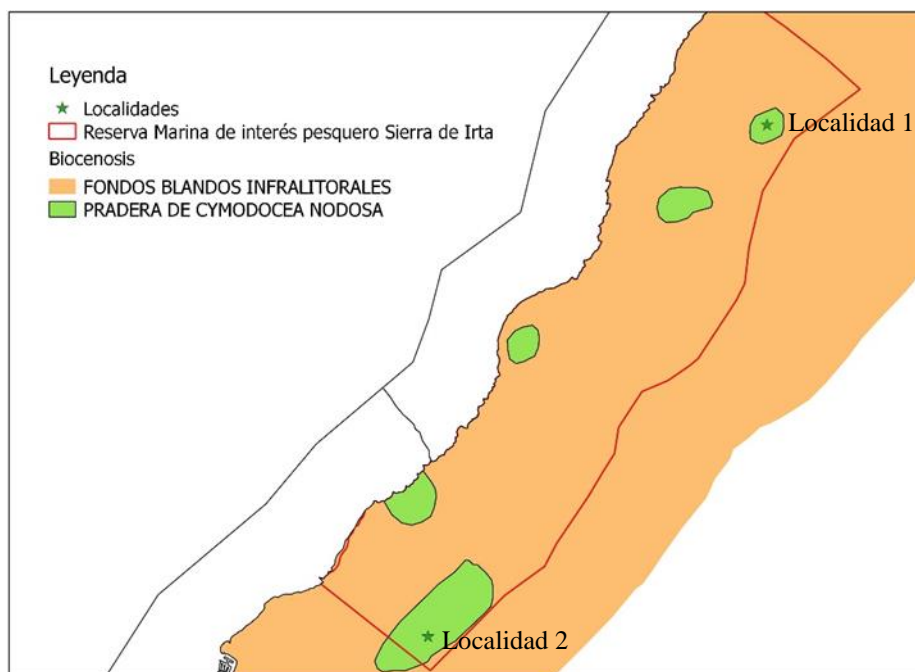 Leyenda
Localidades
Reserva Marina de interés pesquero Sierra de Irta
Biocenosis
FONDOS BLANDOS INFRALITORALES
PRADERA DE CYMODOCEA NODOSA
Localidad 1
Localidad 2